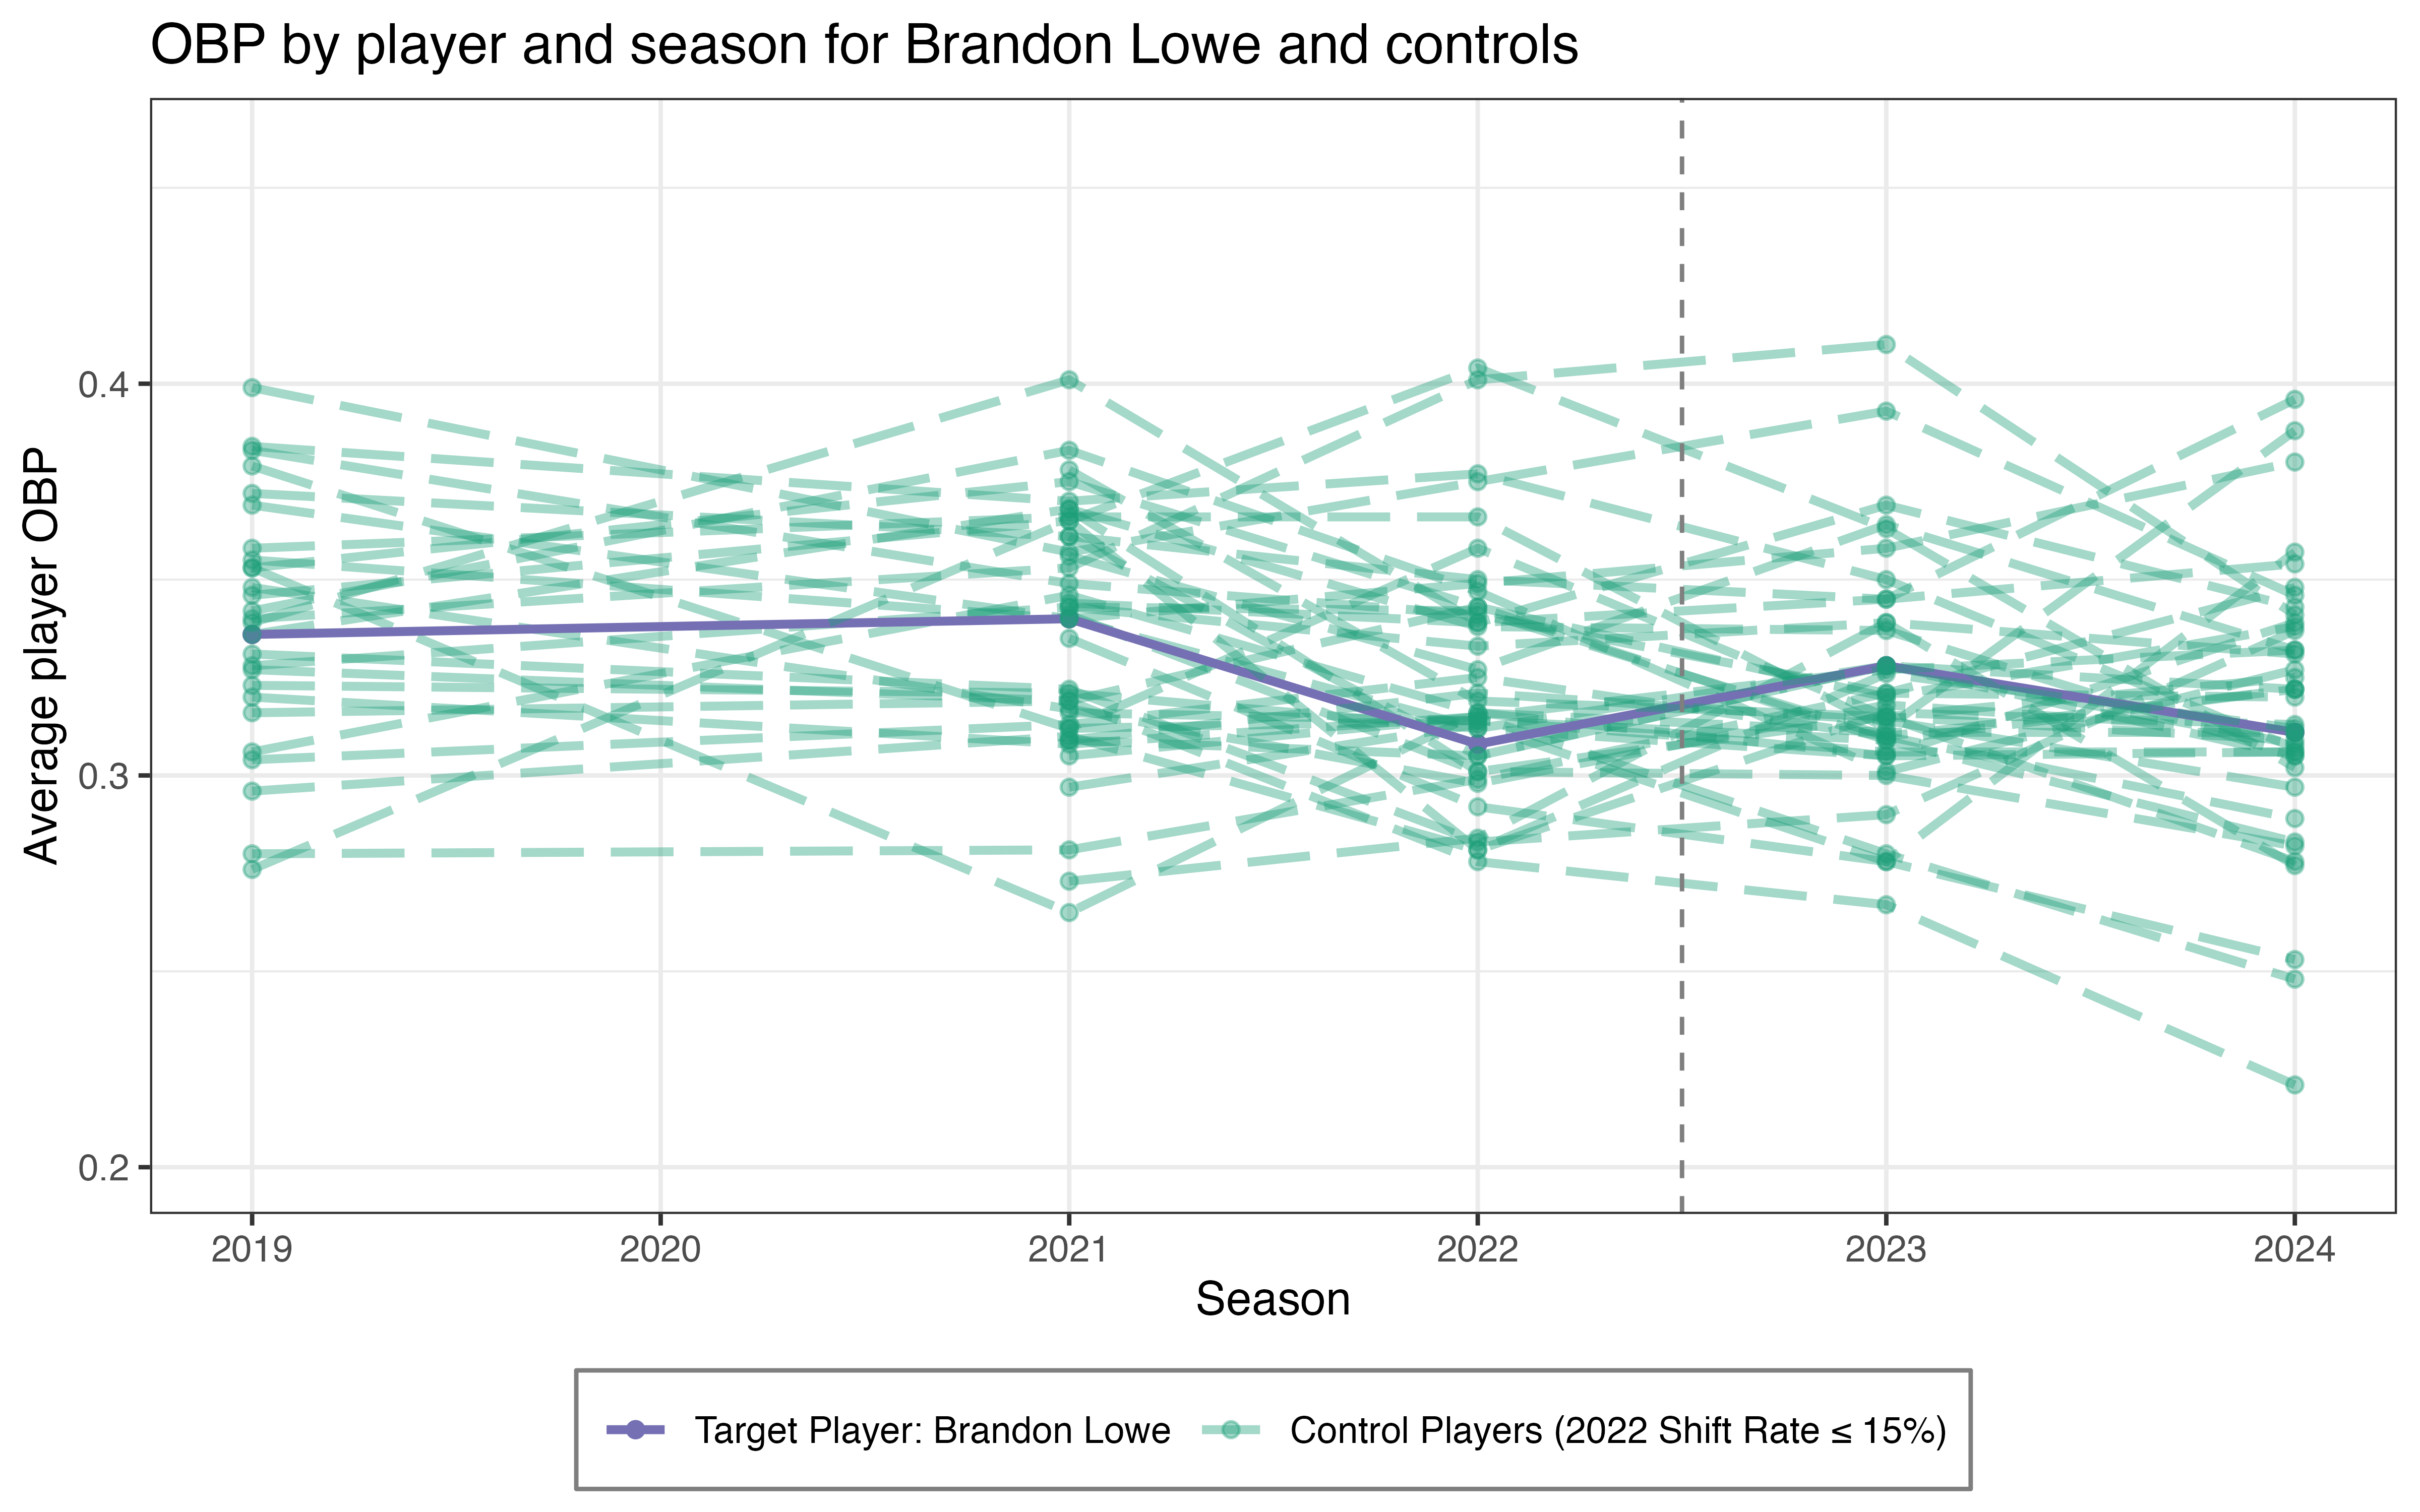 OBP by player and season for Brandon Lowe and controls
Average player OBP
0.4
0.3
0.2
2019 2020 2021 2022 2023 2024
Season
Target Player: Brandon Lowe Control Players (2022 Shift Rate ≤ 15%)